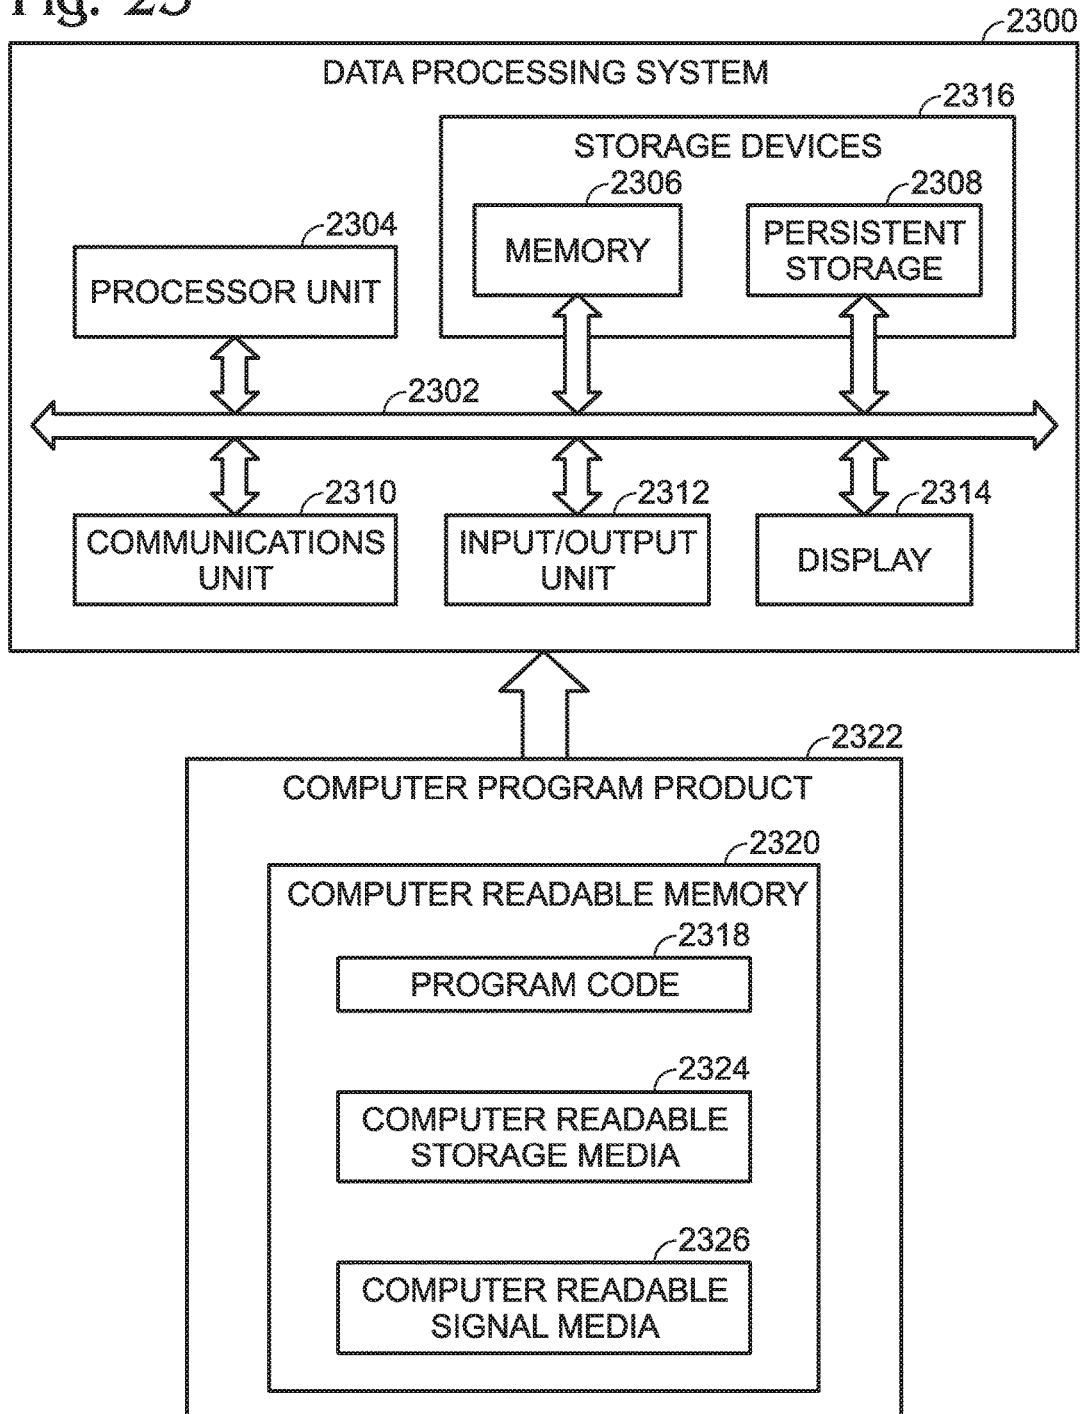 Fig. 23
2300
DATA PROCESSING SYSTEM
2316
STORAGE DEVICES
2306
2308
2304
MEMORY
PERSISTENT
STORAGE
PROCESSOR UNIT
2302
2310
2312
2314
COMMUNICATIONS
UNIT
INPUT/OUTPUT
UNIT
DISPLAY
2322
COMPUTER PROGRAM PRODUCT
2320
COMPUTER READABLE MEMORY
2318
PROGRAM CODE
2324
COMPUTER READABLE
STORAGE MEDIA
2326
COMPUTER READABLE
SIGNAL MEDIA